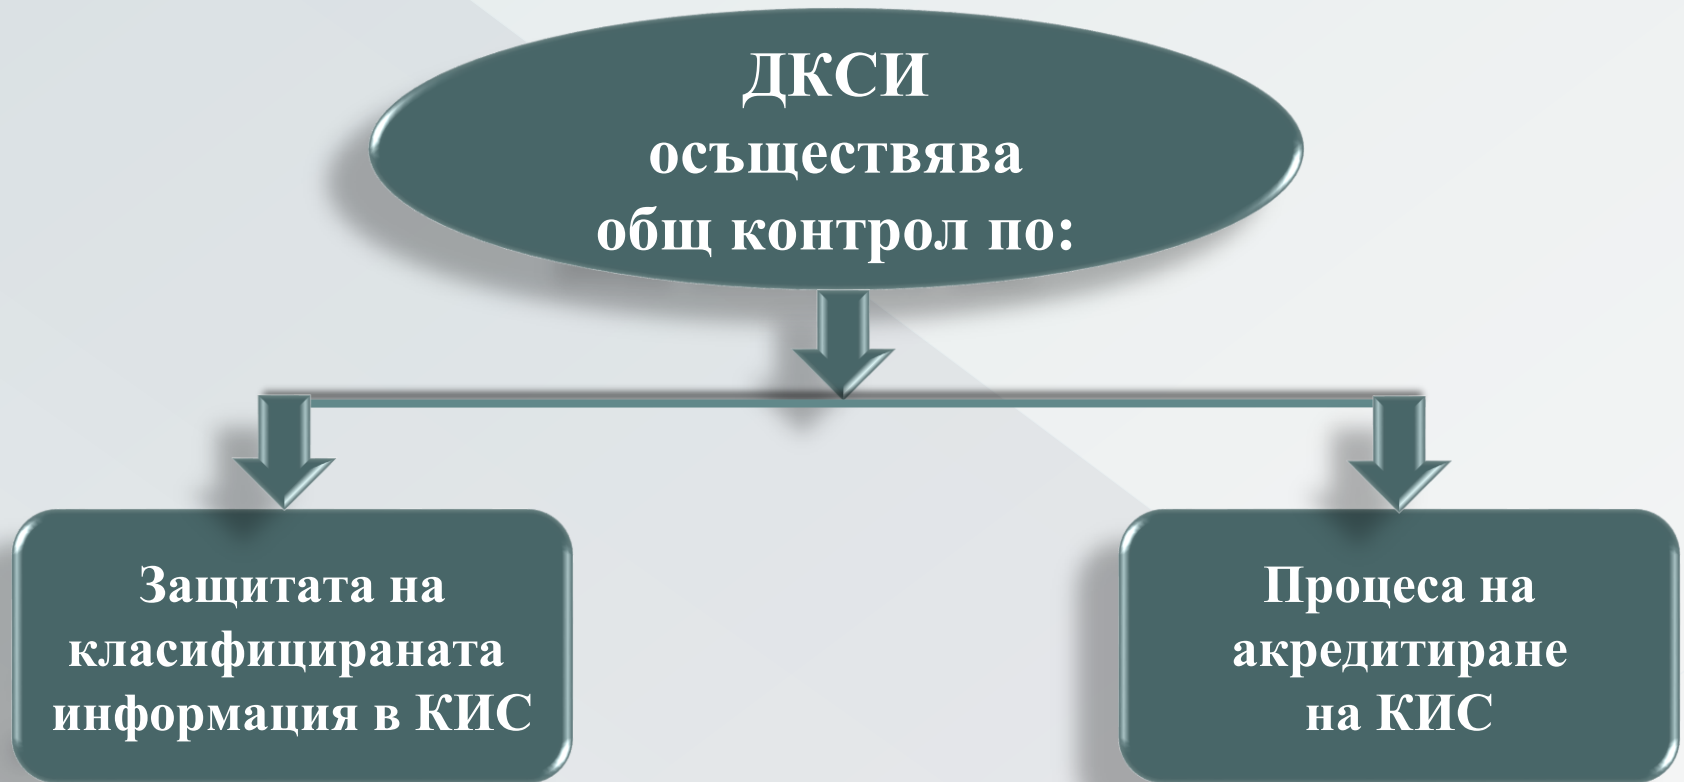 ДКСИ
осъществява
общ контрол по:
Защитата на
класифицираната
информация в КИС
Процеса на
акредитиране
на КИС